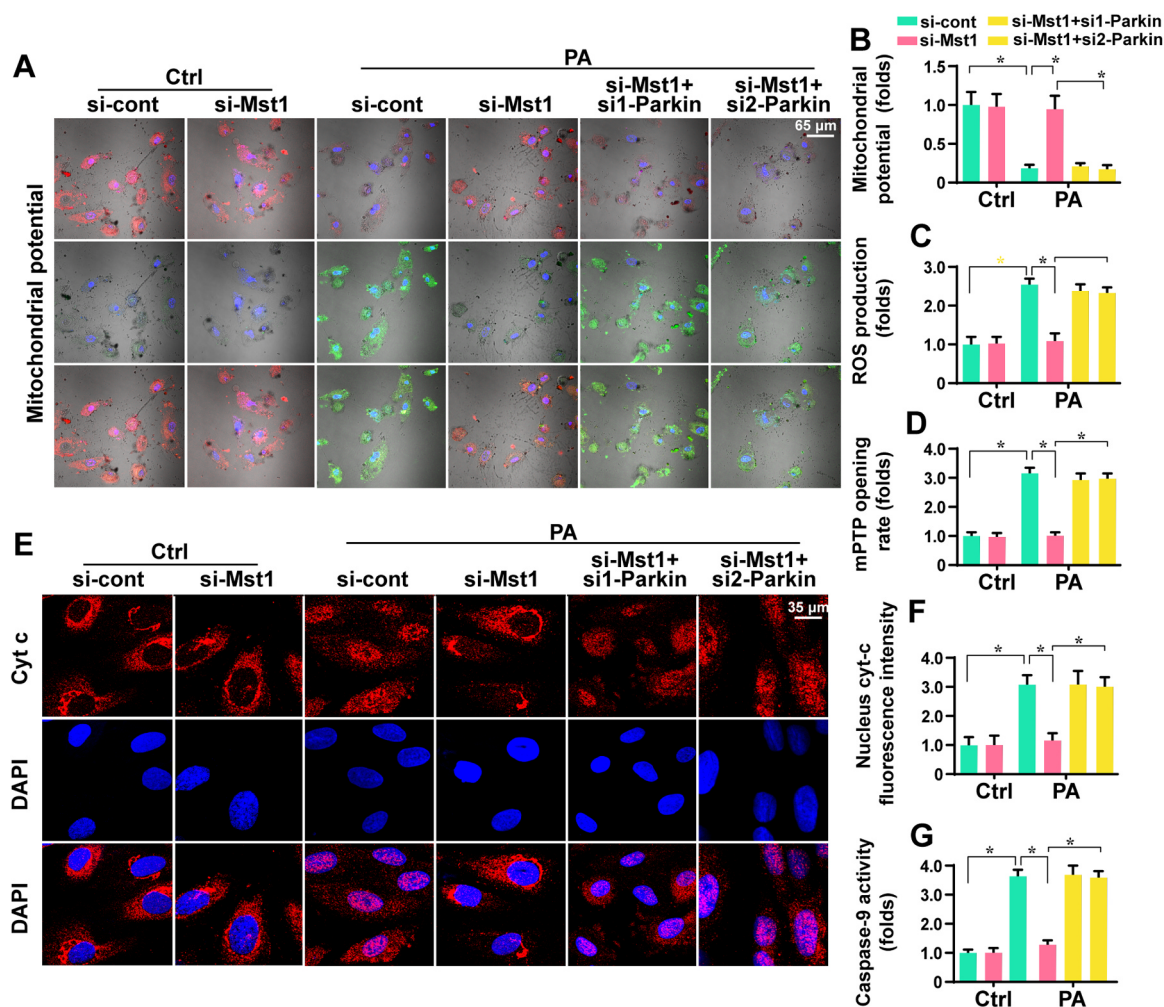 A
Ctrl
PA
si-cont
si-Mst1
si-cont
si-Mst1
si-Mst1+
si1-Parkin
si-Mst1+
si2-Parkin
65 μm
Mitochondrial potential
B
si-cont
si-Mst1+si1-Parkin
si-Mst1
si-Mst1+si2-Parkin
Mitochondrial
potential (folds)
1.5
1.0
0.5
0
* * *
Ctrl
PA
C
ROS production
(folds)
3.0
2.0
1.0
0
* *
Ctrl
PA
D
mPTP opening
rate (folds)
4.0
3.0
2.0
1.0
0
* * *
Ctrl
PA
E
Ctrl
PA
si-cont
si-Mst1
si-cont
si-Mst1
si-Mst1+
si1-Parkin
si-Mst1+
si2-Parkin
35 μm
Cyt c
DAPI
DAPI
F
Nucleus cyt-c
fluorescence intensity
4.0
3.0
2.0
1.0
0
* * *
Ctrl
PA
G
Caspase-9 activity
(folds)
4.0
3.0
2.0
1.0
0
* * *
Ctrl
PA